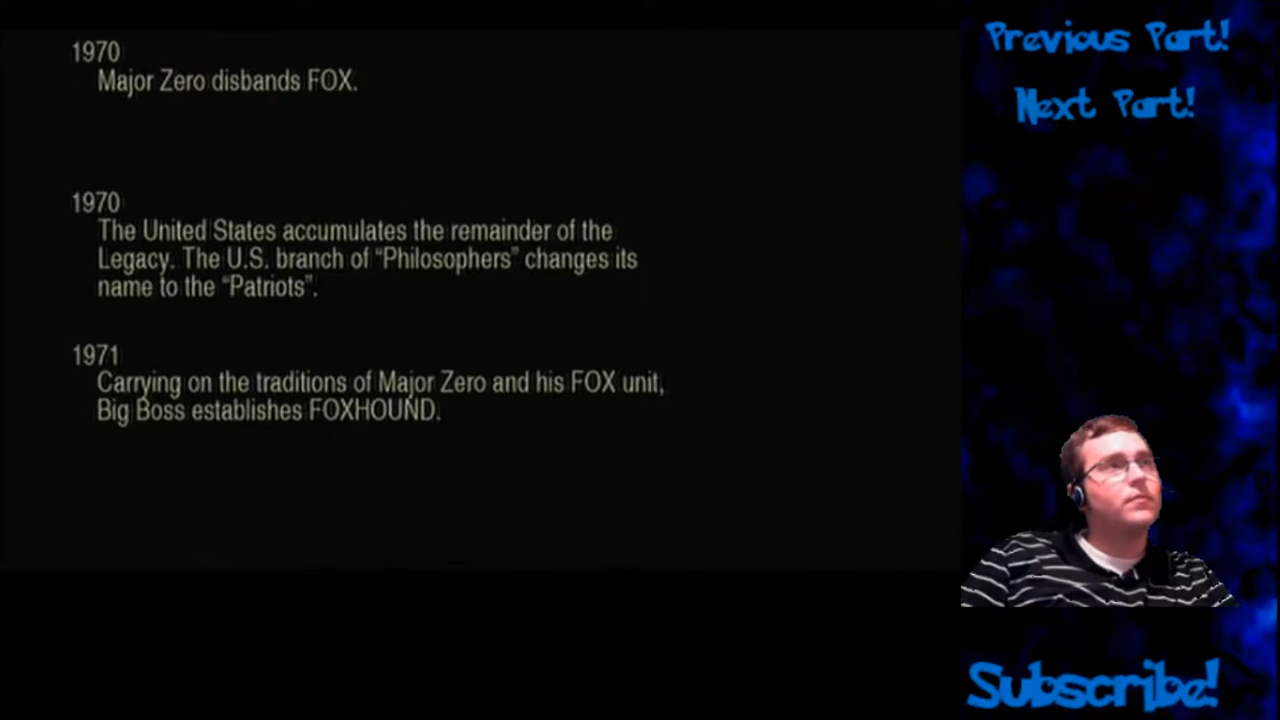 1970
Major Zero disbands FOX.
1970
The United States accumulates the remainder of the
Legacy. The U.S. branch of “Philosophers” changes its
name to the “Patriots”.
1971
Carrying on the traditions of Major Zero and his FOX unit,
Big Boss establishes FOXHOUND.
Previous Part!
Next Part!
Subscribe!